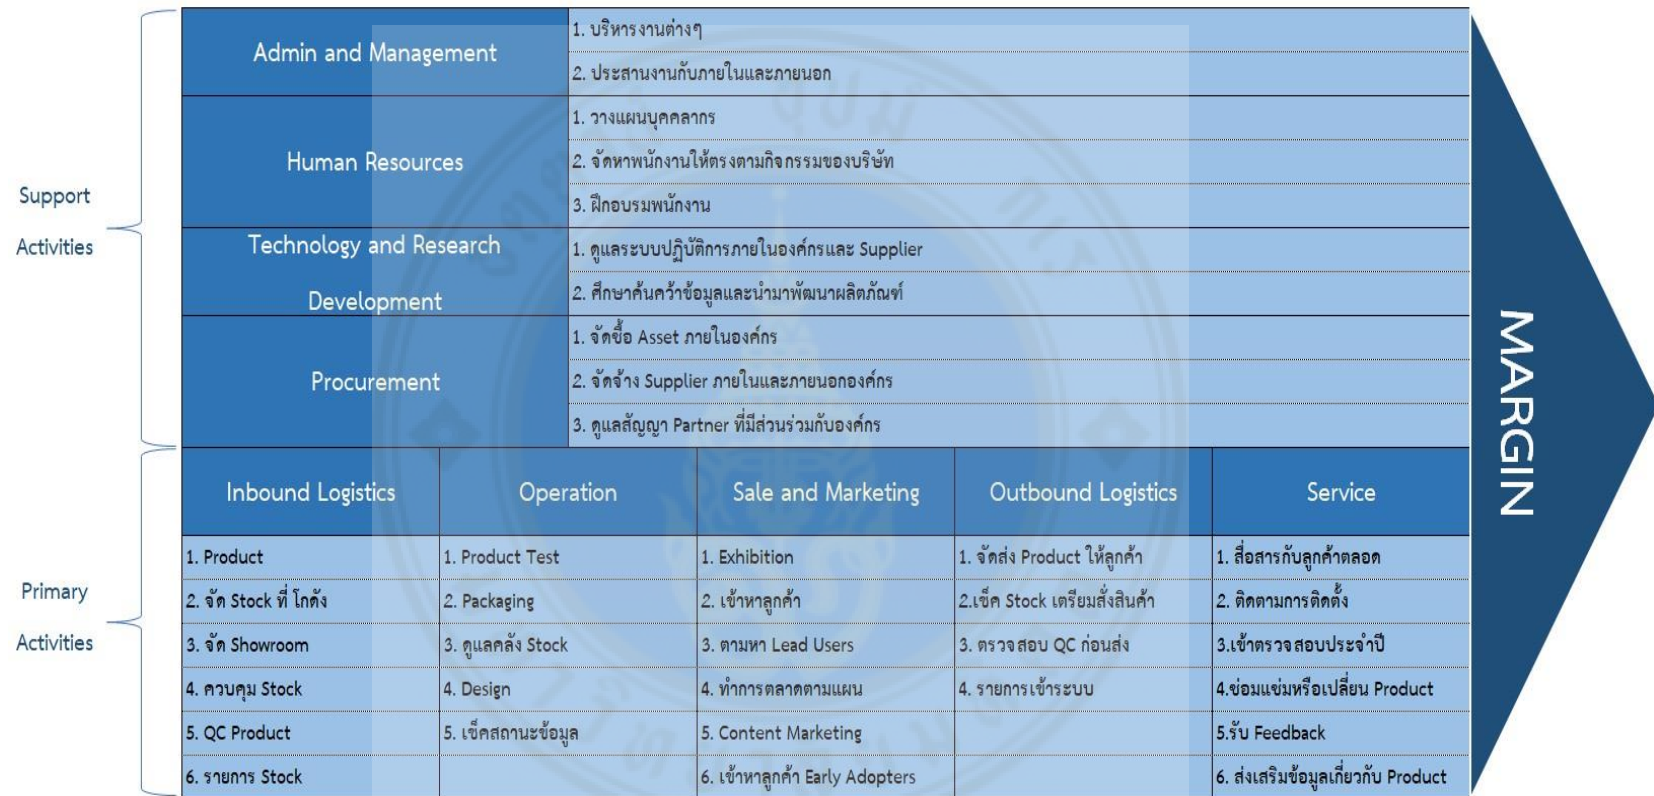 Support
Activities
Admin and Management
1. บริหารงานต่างๆ
2. ประสานงานกับภายในและภายนอก
Human Resources
1. วางแผนบุคคลากร
2. จัดหาพนักงานให้ตรงตามกิจกรรมของบริษัท
3. ฝึกอบรมพนักงาน
Technology and Research
Development
1. ดูแลระบบปฏิบัติการภายในองค์กรและ Supplier
2. ศึกษาค้นคว้าข้อมูลและนำมาพัฒนาผลิตภัณฑ์
Procurement
1. จัดซื้อ Asset ภายในองค์กร
2. จัดจ้าง Supplier ภายในและภายนอกองค์กร
3. ดูแลสัญญา Partner ที่มีส่วนร่วมกับองค์กร
MARGIN
Primary
Activities
Inbound Logistics
1. Product
2. จัด Stock ที่ โกดัง
3. จัด Showroom
4. ควบคุม Stock
5. QC Product
6. รายการ Stock
Operation
1. Product Test
2. Packaging
3. ดูแลคลัง Stock
4. Design
5. เช็คสถานะข้อมูล
Sale and Marketing
1. Exhibition
2. เข้าหาลูกค้า
3. ตามหา Lead Users
4. ทำการตลาดตามแผน
5. Content Marketing
6. เข้าหาลูกค้า Early Adopters
Outbound Logistics
1. จัดส่ง Product ให้ลูกค้า
2.เช็ค Stock เตรียมสั่งสินค้า
3. ตรวจสอบ QC ก่อนส่ง
4. รายการเข้าระบบ
Service
1. สื่อสารกับลูกค้าตลอด
2. ติดตามการติดตั้ง
3.เข้าตรวจสอบประจำปี
4.ซ่อมแซ่มหรือเปลี่ยน Product
5.รับ Feedback
6. ส่งเสริมข้อมูลเกี่ยวกับ Product